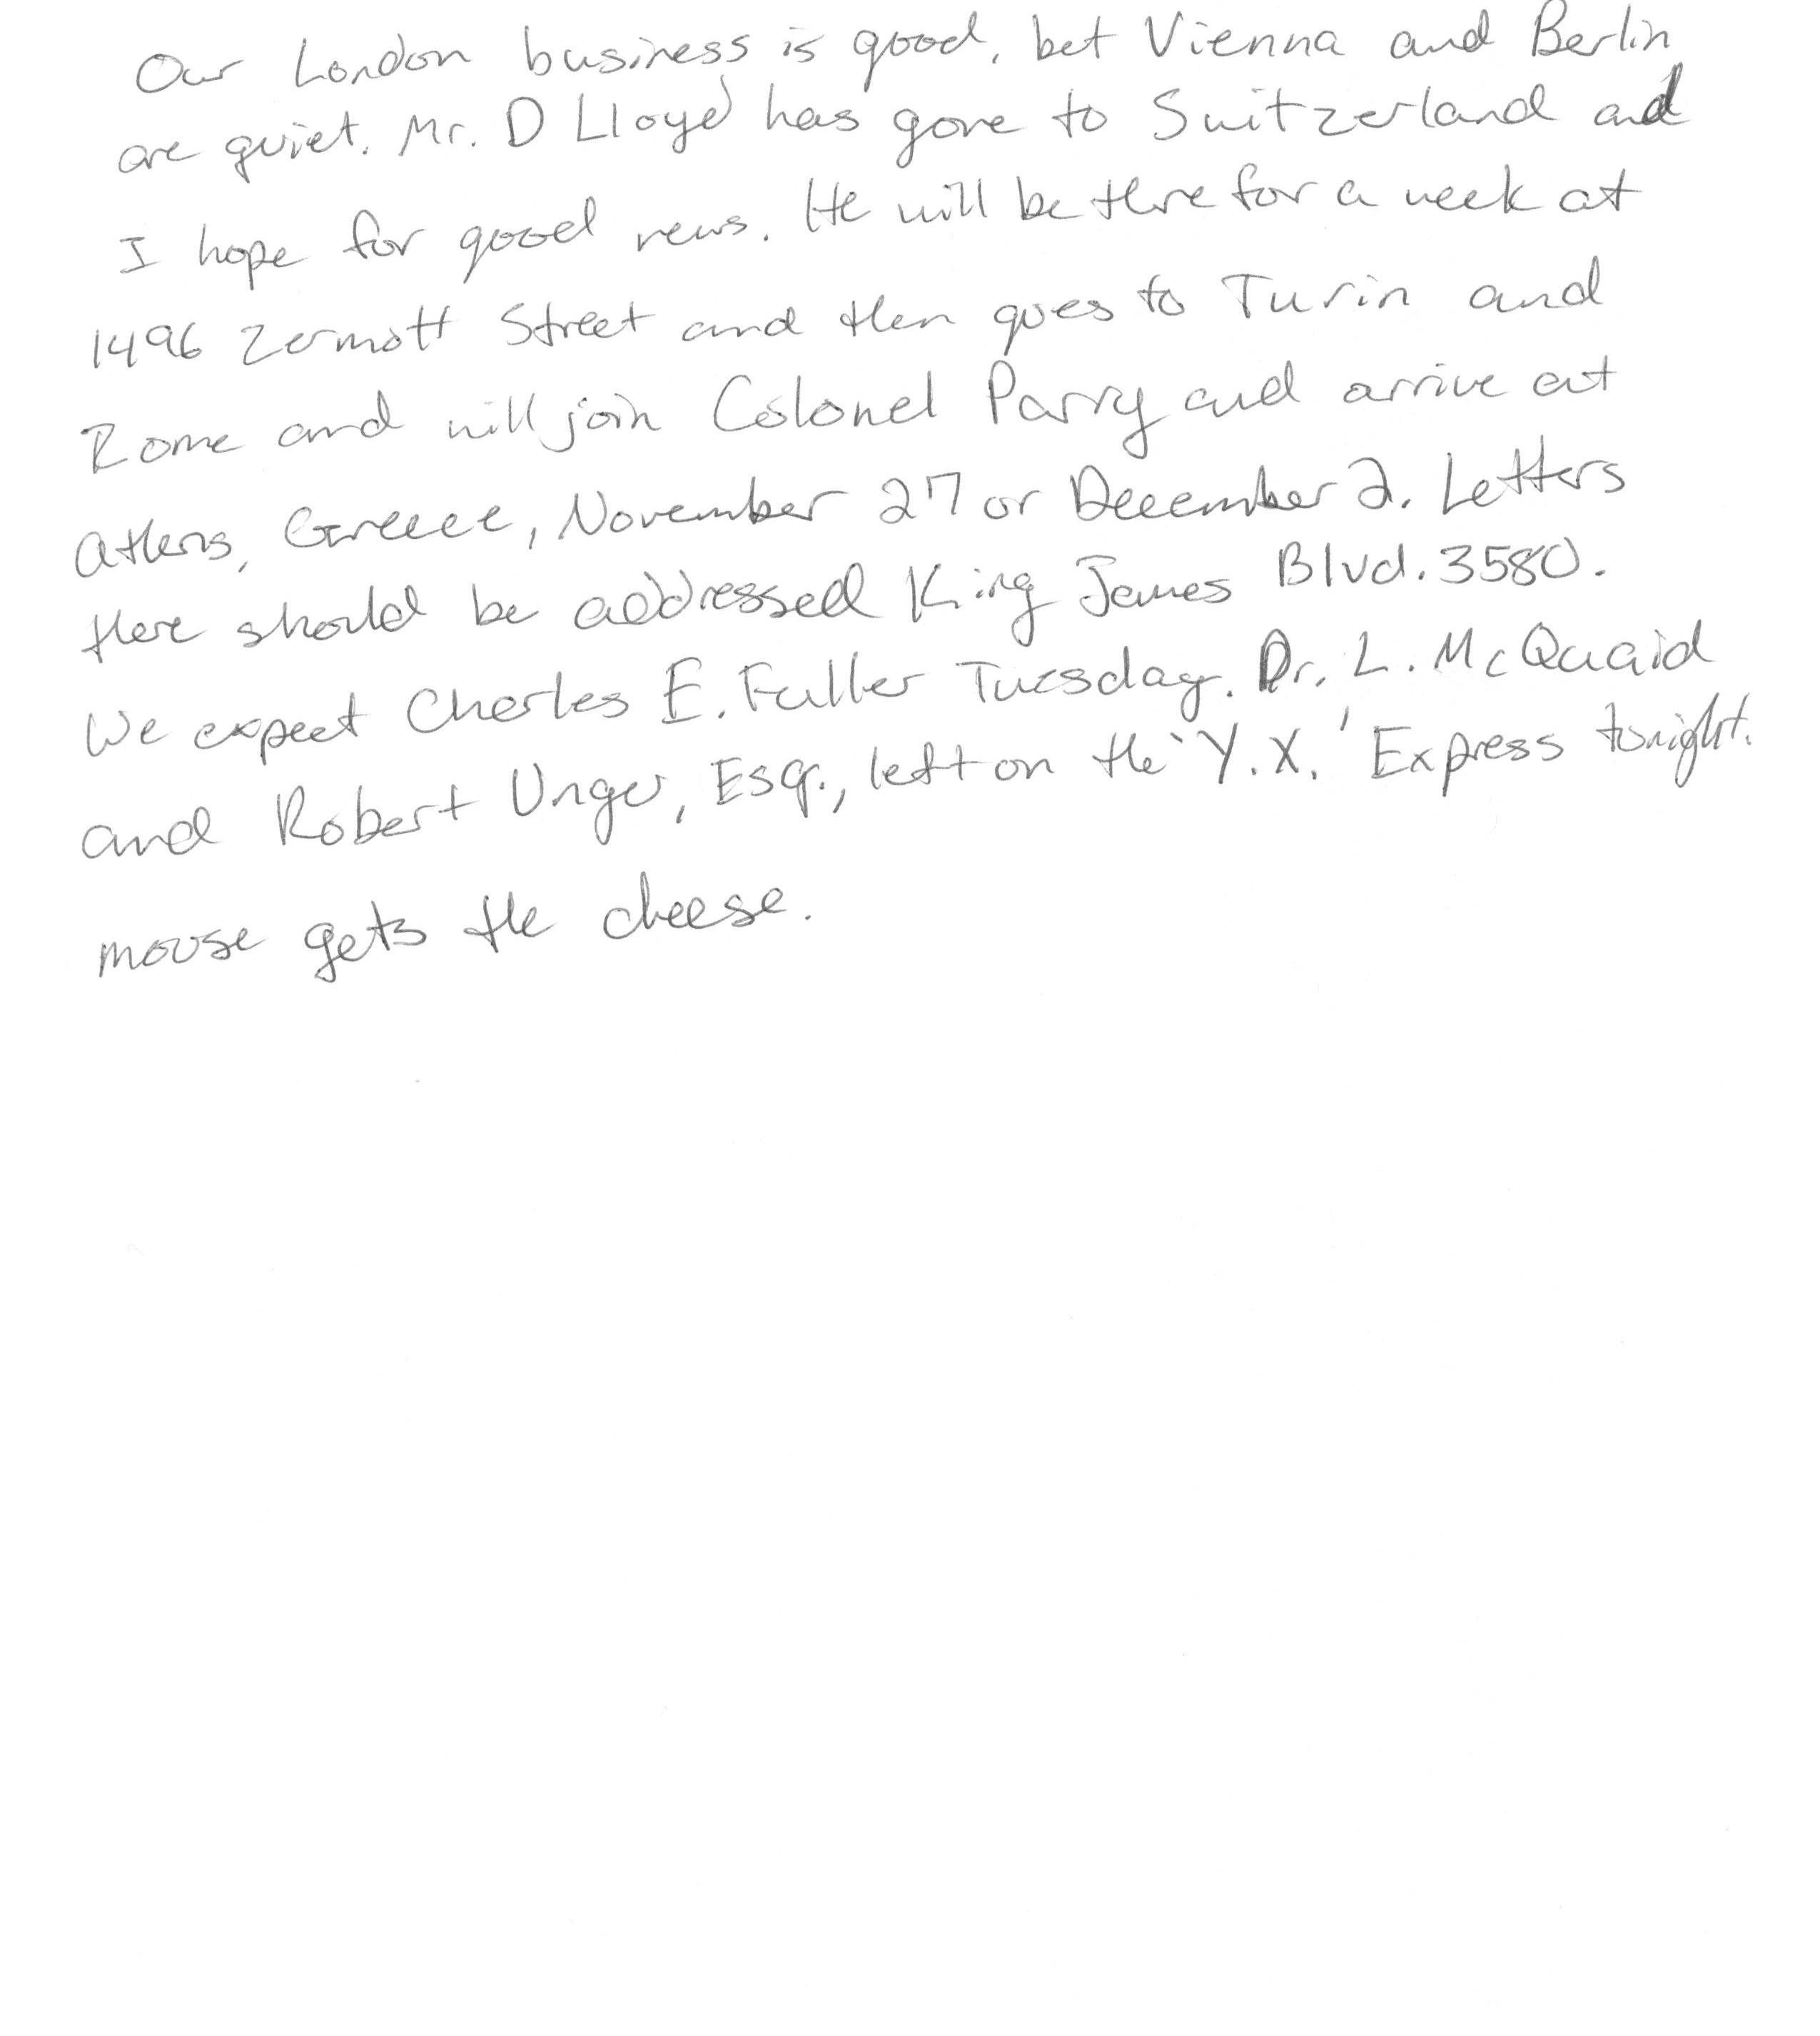 Our London business is good, but Vienna and Berlin
are quiet. Mr. D Lloyd has gone to Switzerland and
I hope for good news. He will be there for a week at
1496 Zermott Street and then goes to Turin and
Rome and will join Colonel Parry and arrive at
Athens, Greece, November 27 or December 2. Letters
there should be addressed King James Blvd. 3580.
We expect Charles E. Fuller Tuesday. Dr. L. McQuaid
and Robert Unger, Esq., left on the 'Y.X.' Express tonight.
mouse gets the cheese.